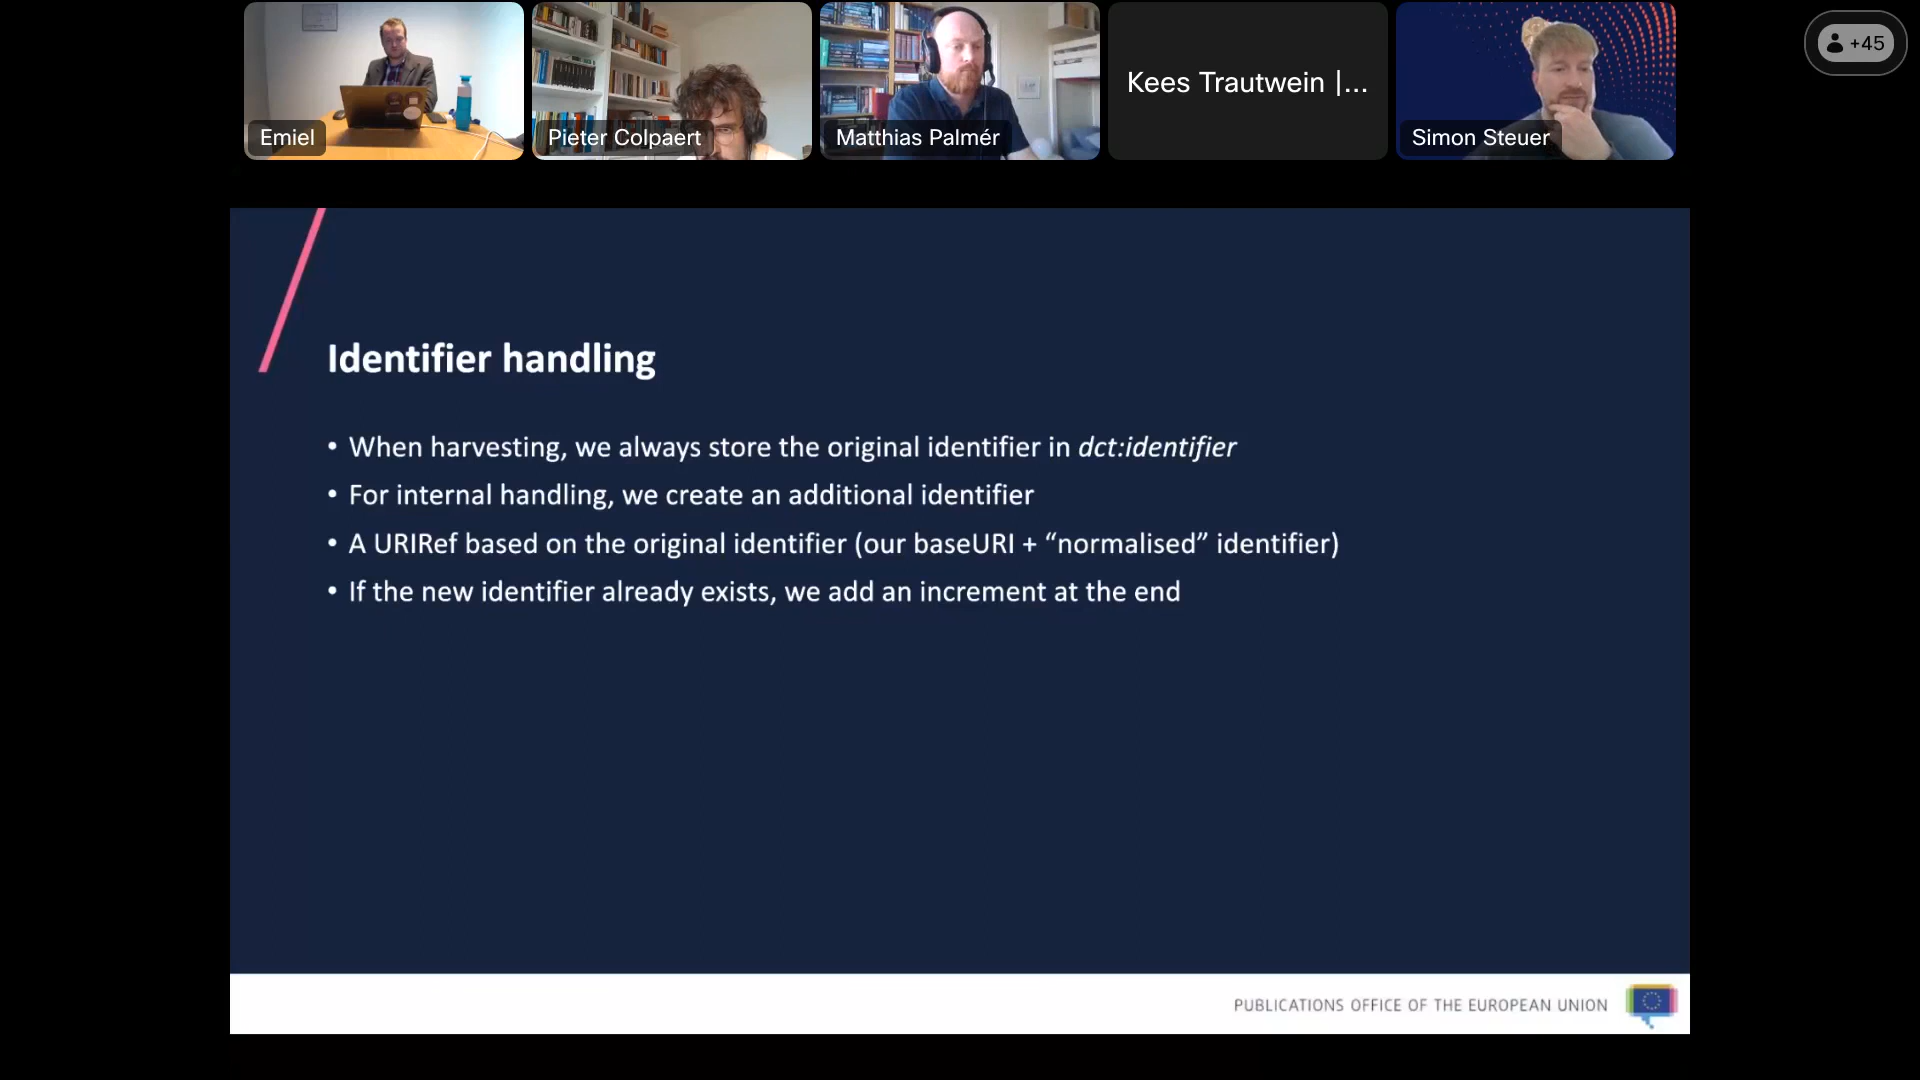 Emiel
Pieter Colpaert
Matthias Palmér
Kees Trautwein |...
Simon Steuer
+45
Identifier handling
• When harvesting, we always store the original identifier in dct:identifier
• For internal handling, we create an additional identifier
• A URIRef based on the original identifier (our baseURI + “normalised” identifier)
• If the new identifier already exists, we add an increment at the end
PUBLICATIONS OFFICE OF THE EUROPEAN UNION